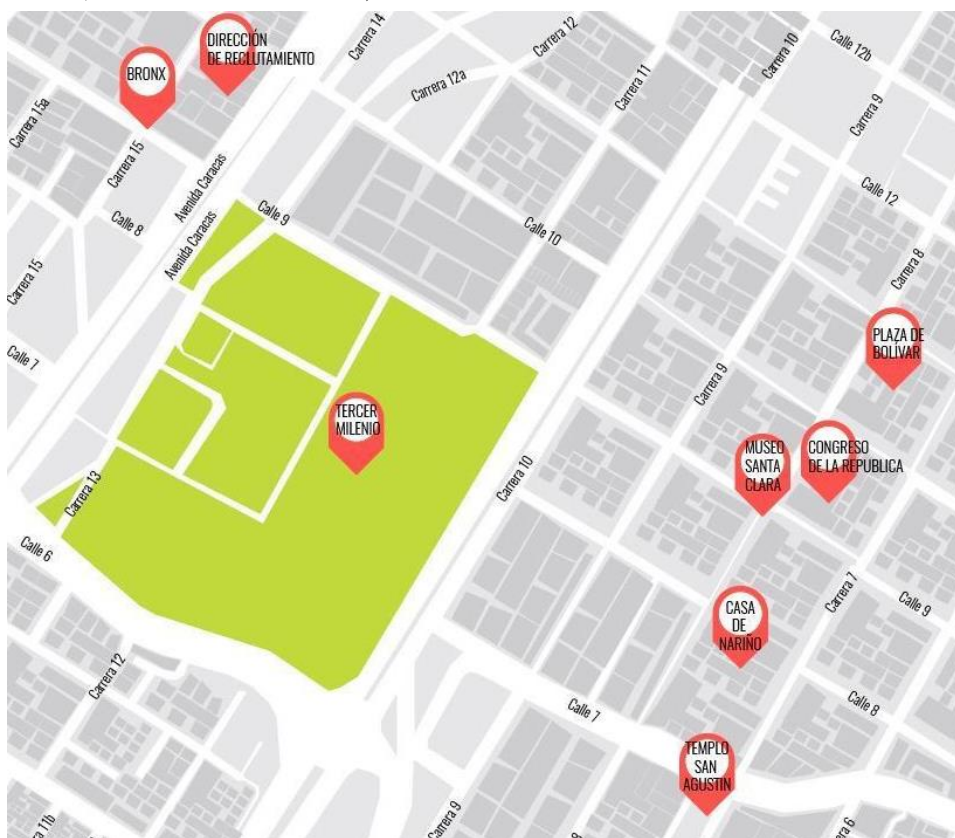 Carrera 14
Carrera 12
Carrera 10
DIRECCIÓN
DE RECLUTAMIENTO
Calle 12b
BRONX
Carrera 12a
Carrera 11
Carrera 15a
Carrera 9
Carrera 15
Avenida Caracas
Calle 12
Calle 9
Calle 8
Avenida Caracas
Calle 10
Carrera 8
Carrera 15
PLAZA DE
BOLÍVAR
Calle 7
Carrera 9
TERCER
MILENIO
MUSEO
SANTA
CLARA
CONGRESO
DE LA REPUBLICA
Carrera 13
Carrera 10
Calle 6
Carrera 7
Calle 9
CASA
DE
NARIÑO
Carrera 12
Calle 8
Calle 7
TEMPLO
SAN
AGUSTIN
Carrera 11b
Carrera 9
Carrera 6